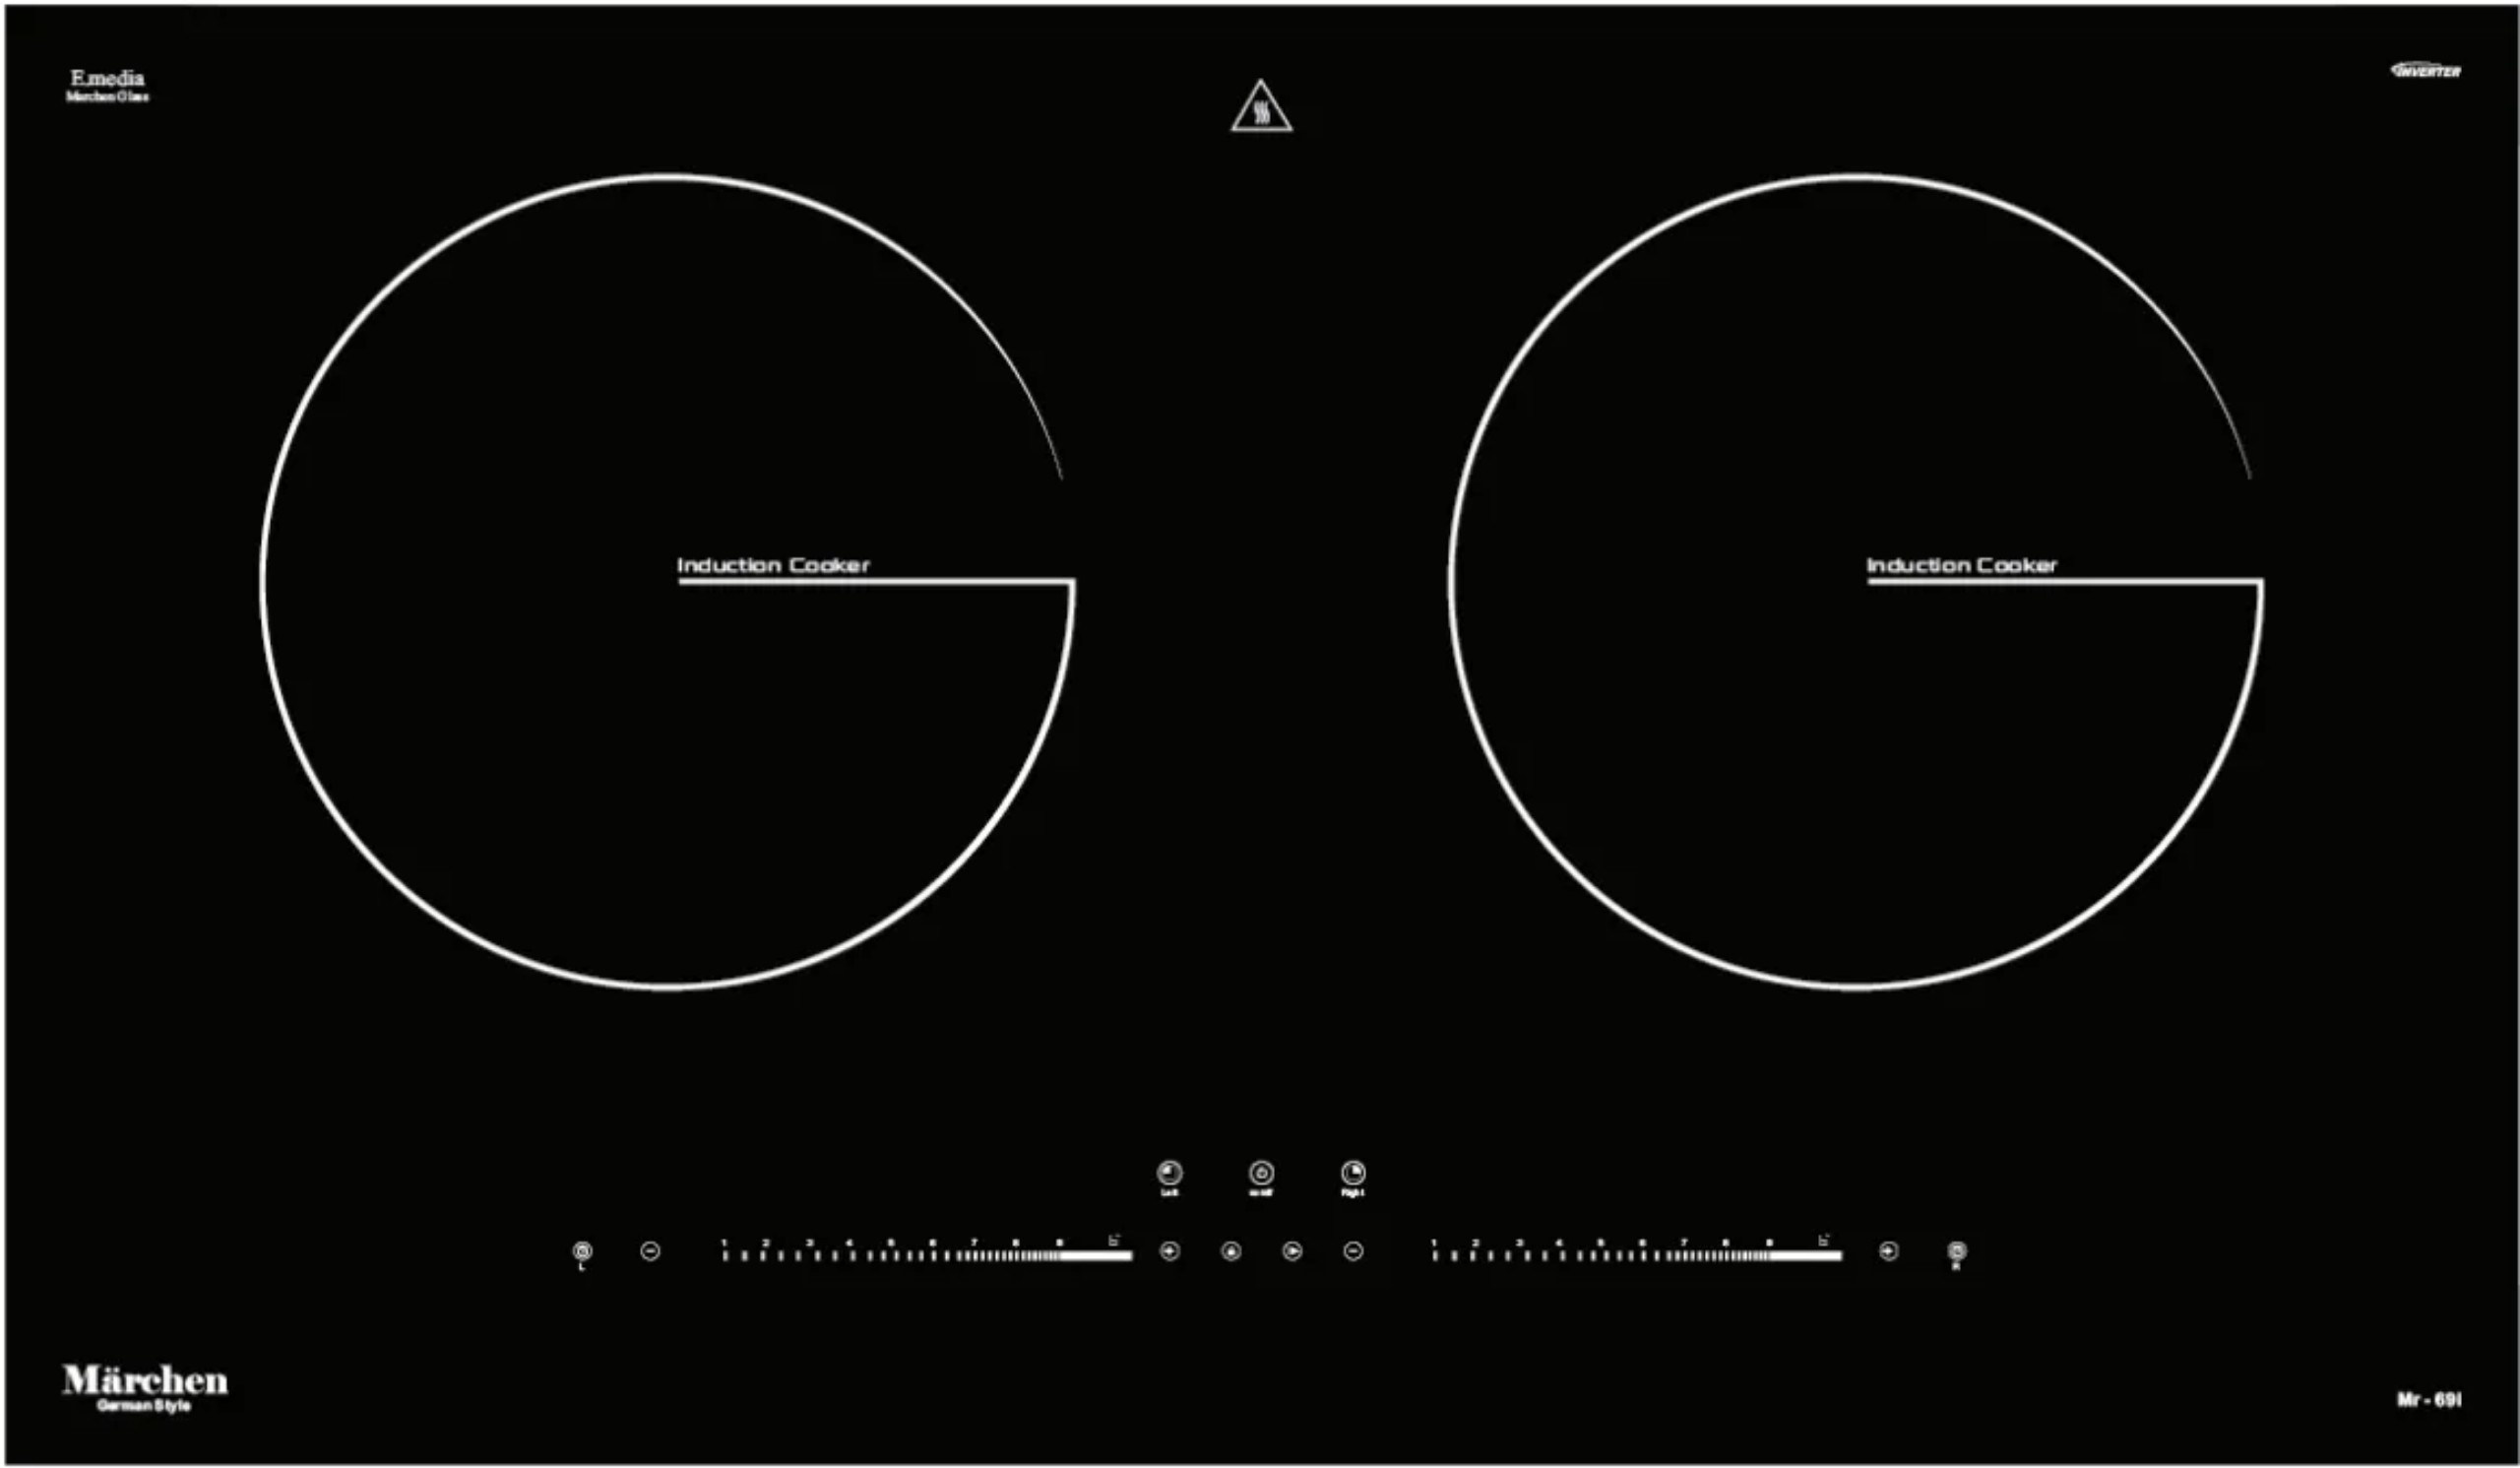 E.media
Marchen Glass
INVERTER
Induction Cooker
Induction Cooker
Left
on/off
Right
1 2 3 4 5 6 7 8 9
1 2 3 4 5 6 7 8 9
L
R
Märchen
German Style
Mr - 69I